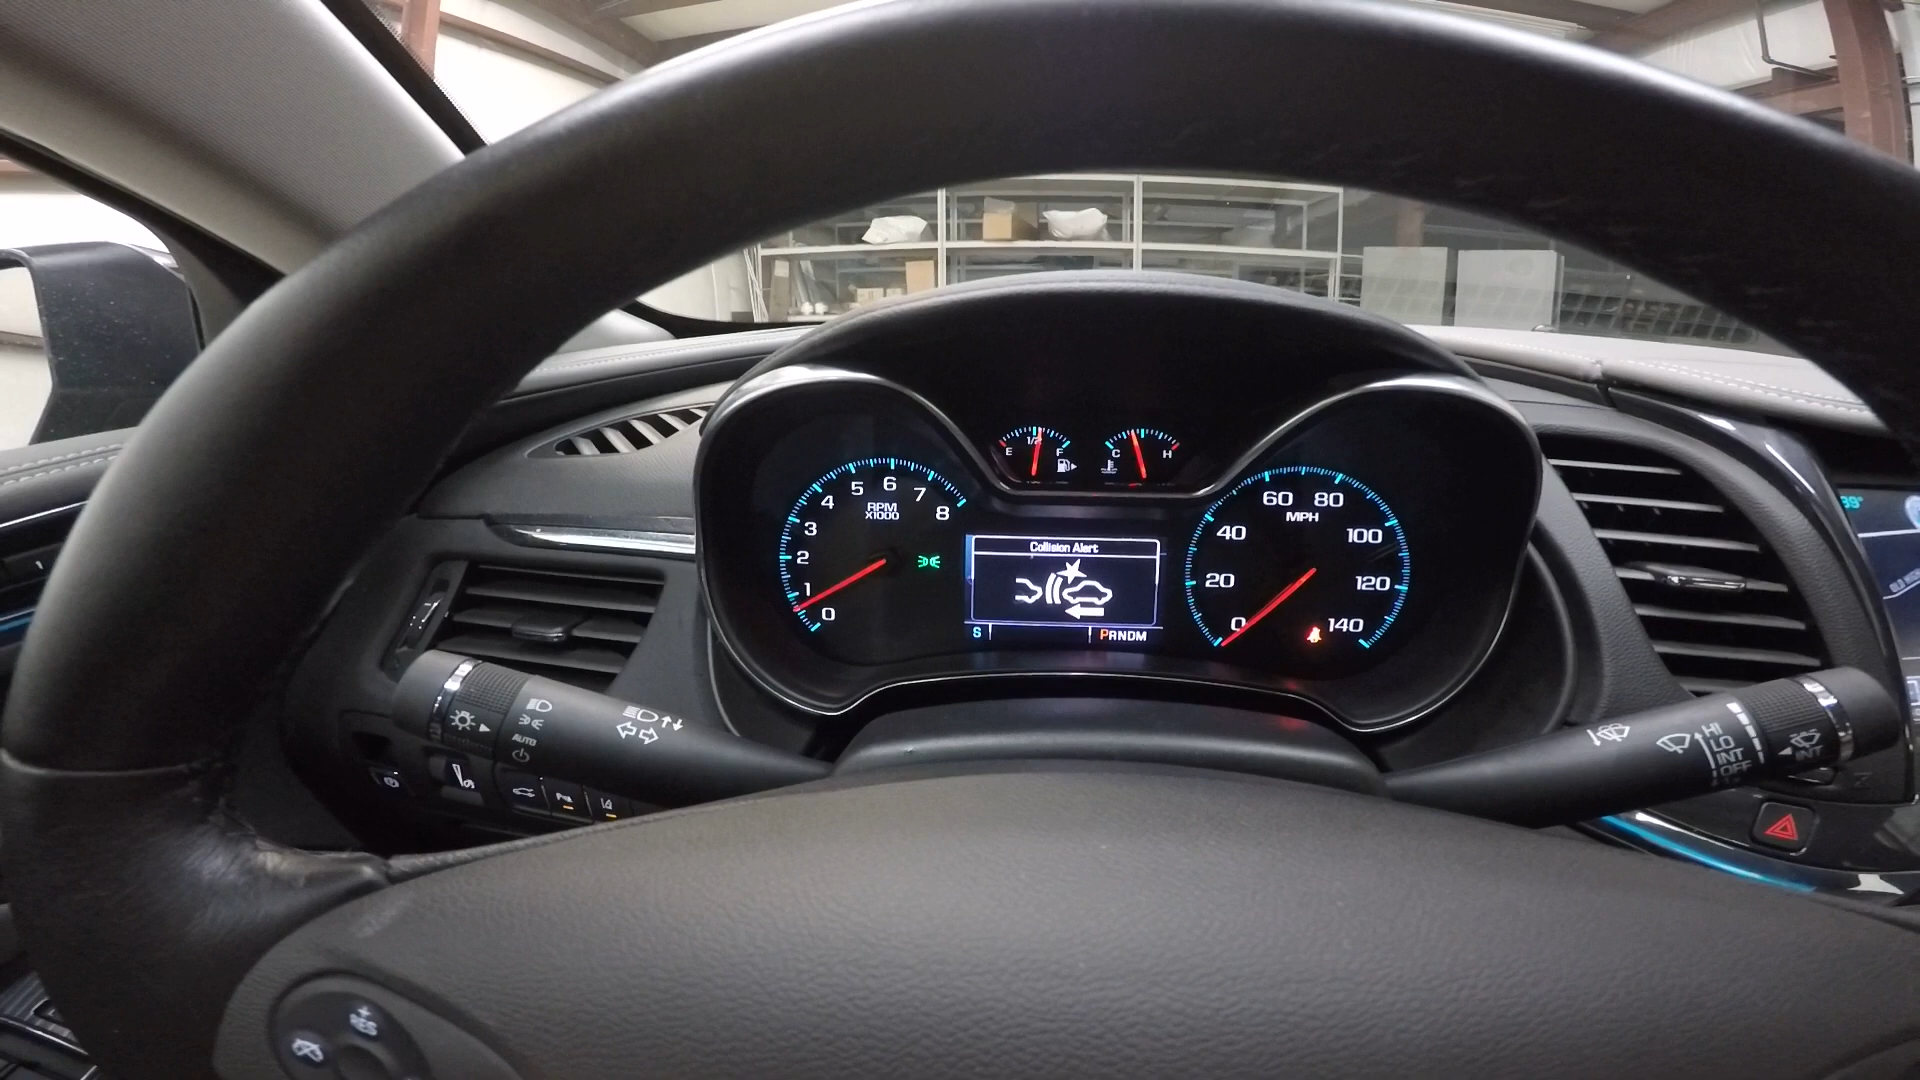 E 1/2 F
C H
0 1 2 3 4 5 6 7 8
RPM
X1000
0 20 40 60 80 100 120 140
MPH
Collision Alert
S
PRNDM
AUTO
HI
LO
INT
OFF
INT
+
RES
1